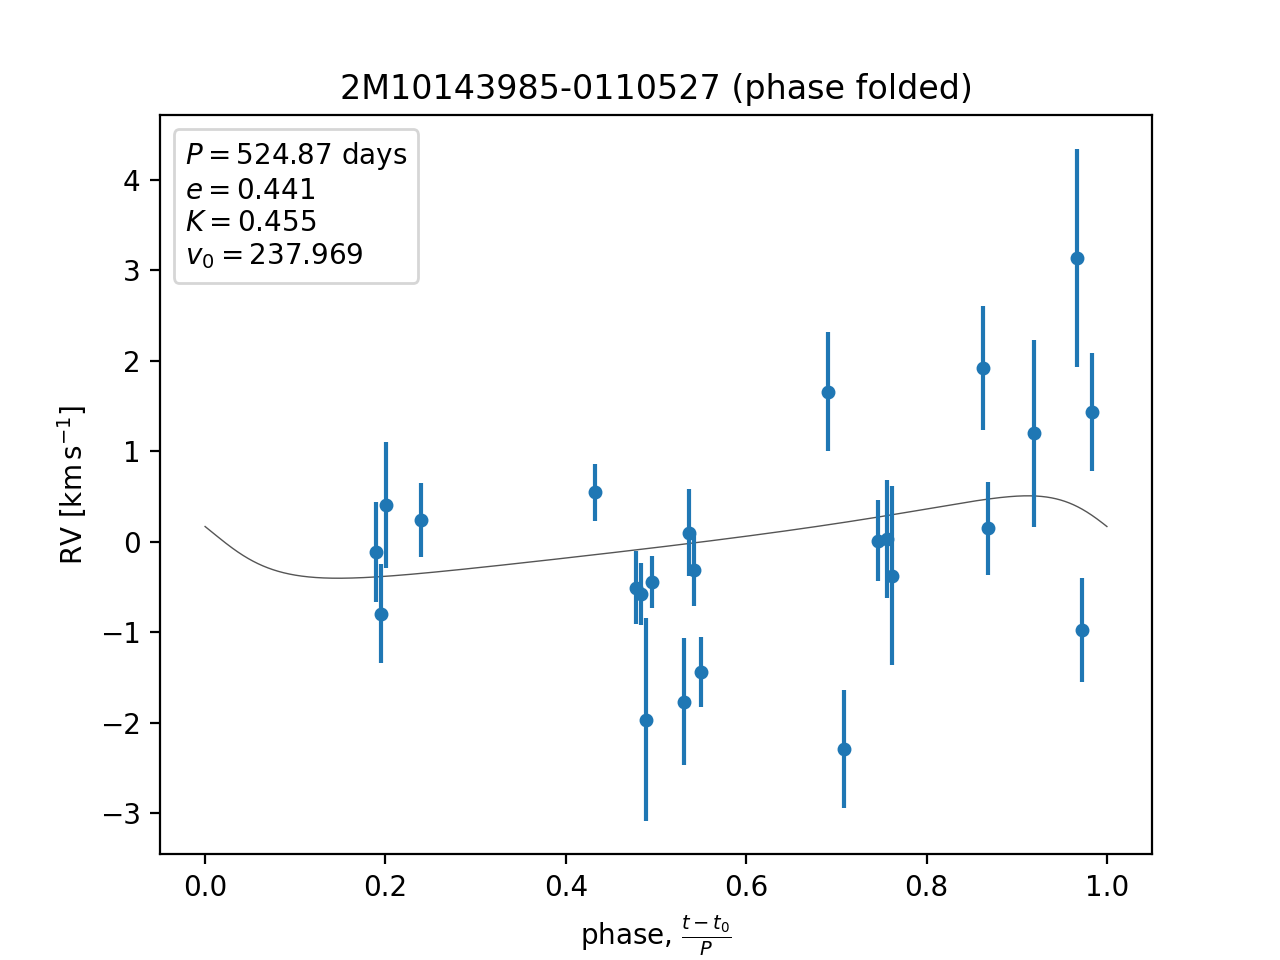 2M10143985-0110527 (phase folded)
P = 524.87 days
e = 0.441
K = 0.455
v₀ = 237.969
RV [km s⁻¹]
4
3
2
1
0
−1
−2
−3
0.0 0.2 0.4 0.6 0.8 1.0
phase, (t − t₀)/P